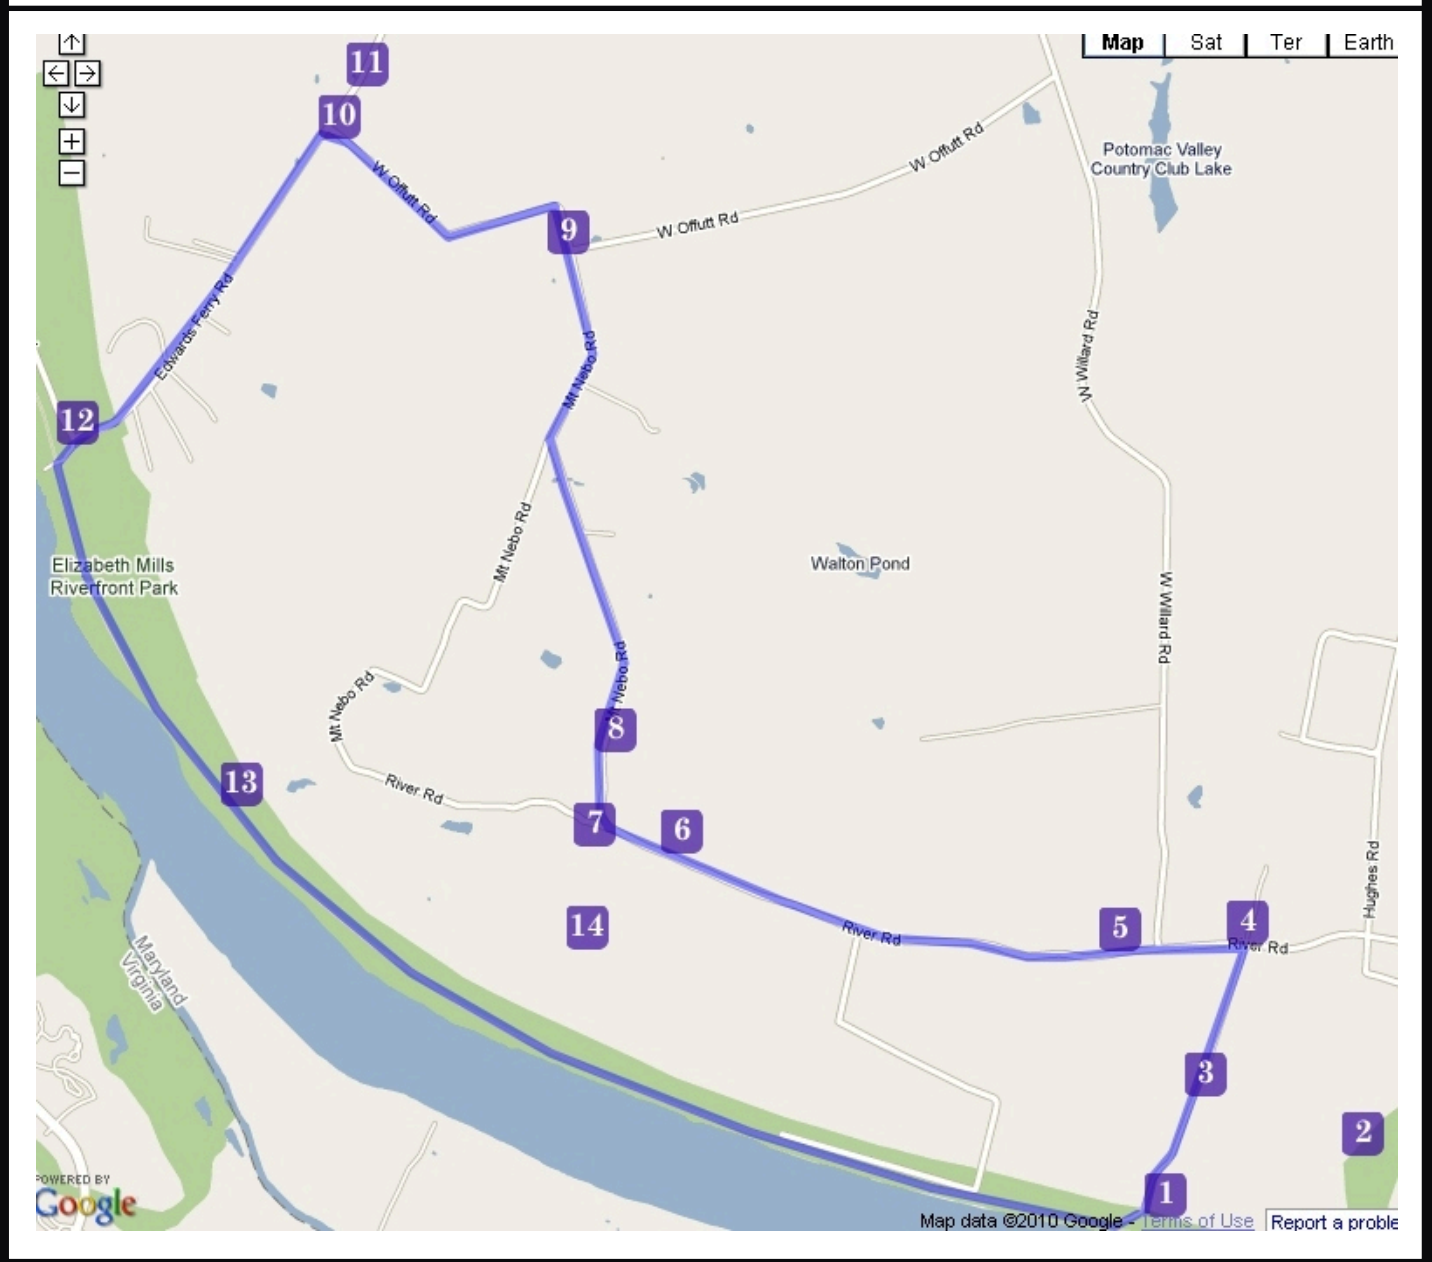 11
Map Sat Ter Earth
10
W Offutt Rd
W Offutt Rd
Potomac Valley
Country Club Lake
9
W Offutt Rd
Edwards Ferry Rd
Mt Nebo Rd
W Willard Rd
12
Mt Nebo Rd
Elizabeth Mills
Riverfront Park
Walton Pond
W Willard Rd
Mt Nebo Rd
Mt Nebo Rd
8
13
River Rd
7
6
Hughes Rd
14
River Rd
5
4
River Rd
Maryland
Virginia
3
2
1
POWERED BY
Google
Map data ©2010 Google - Terms of Use
Report a proble